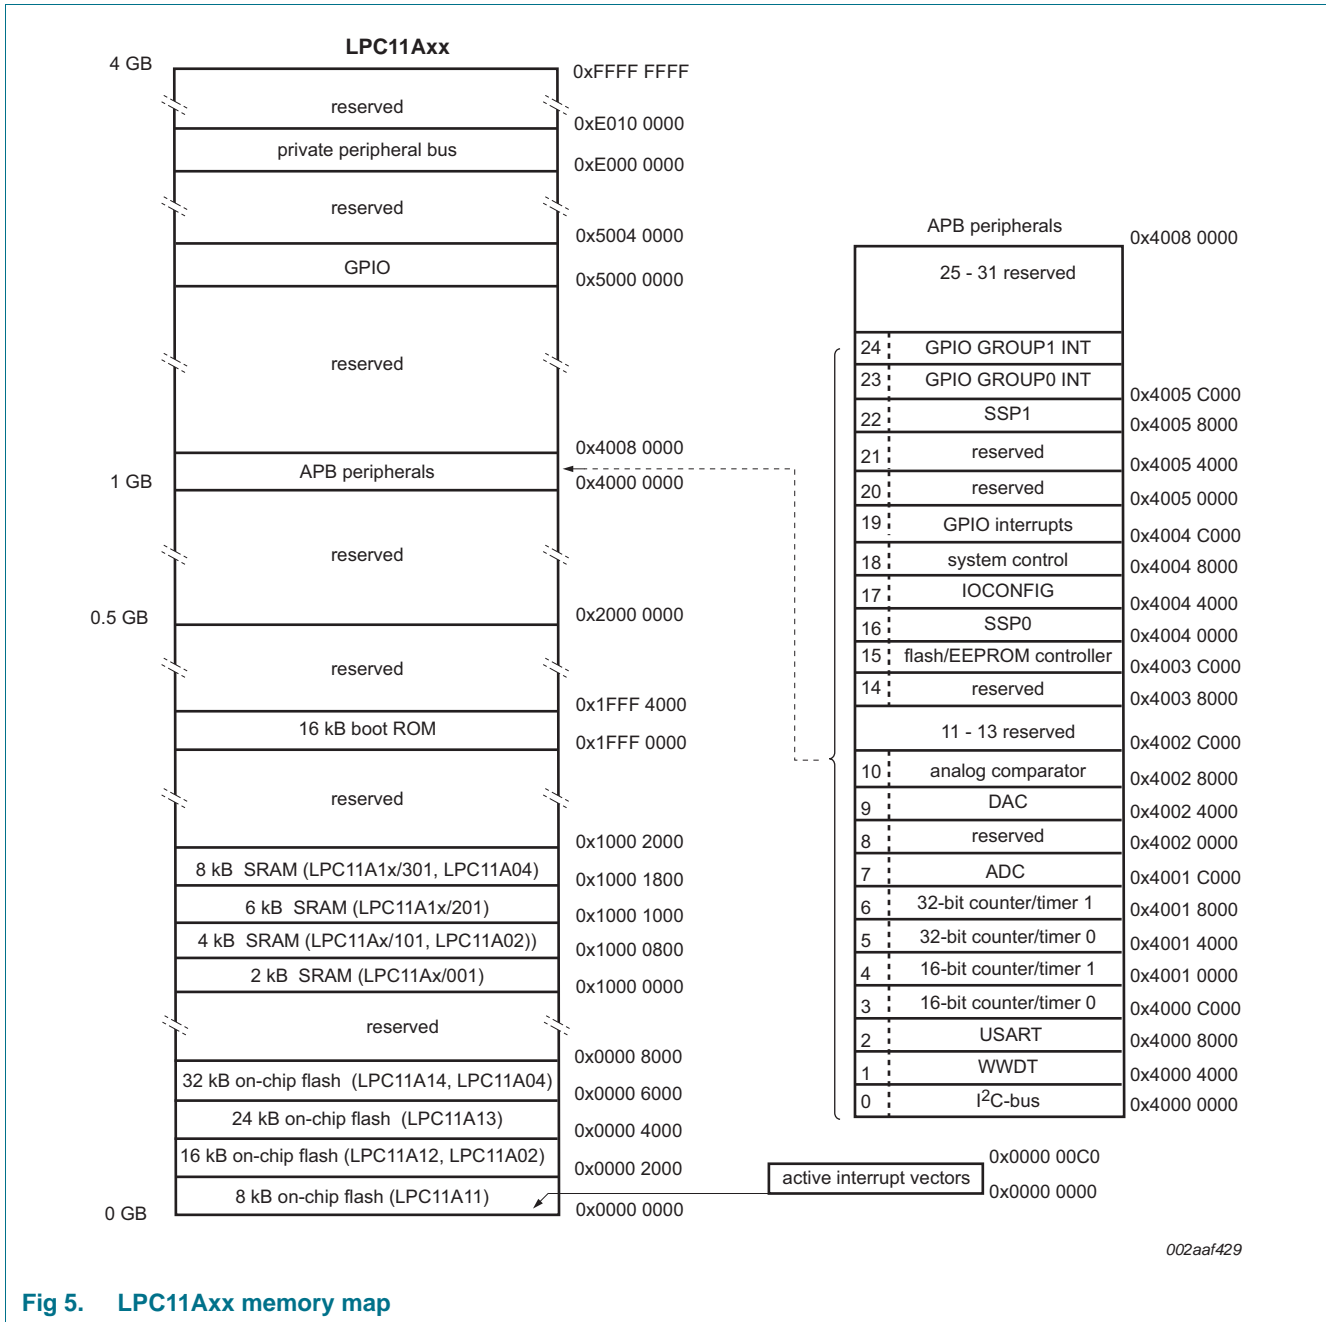 LPC11Axx
4 GB
0xFFFF FFFF
reserved
0xE010 0000
private peripheral bus
0xE000 0000
reserved
0x5004 0000
GPIO
0x5000 0000
reserved
0x4008 0000
APB peripherals
1 GB
0x4000 0000
reserved
0.5 GB
0x2000 0000
reserved
0x1FFF 4000
16 kB boot ROM
0x1FFF 0000
reserved
0x1000 2000
8 kB SRAM (LPC11A1x/301, LPC11A04)
0x1000 1800
6 kB SRAM (LPC11A1x/201)
0x1000 1000
4 kB SRAM (LPC11Ax/101, LPC11A02))
0x1000 0800
2 kB SRAM (LPC11Ax/001)
0x1000 0000
reserved
0x0000 8000
32 kB on-chip flash (LPC11A14, LPC11A04)
0x0000 6000
24 kB on-chip flash (LPC11A13)
0x0000 4000
16 kB on-chip flash (LPC11A12, LPC11A02)
0x0000 2000
8 kB on-chip flash (LPC11A11)
0 GB
0x0000 0000
APB peripherals
0x4008 0000
25 - 31 reserved
24 GPIO GROUP1 INT
23 GPIO GROUP0 INT
0x4005 C000
22 SSP1
0x4005 8000
21 reserved
0x4005 4000
20 reserved
0x4005 0000
19 GPIO interrupts
0x4004 C000
18 system control
0x4004 8000
17 IOCONFIG
0x4004 4000
16 SSP0
0x4004 0000
15 flash/EEPROM controller
0x4003 C000
14 reserved
0x4003 8000
11 - 13 reserved
0x4002 C000
10 analog comparator
0x4002 8000
9 DAC
0x4002 4000
8 reserved
0x4002 0000
7 ADC
0x4001 C000
6 32-bit counter/timer 1
0x4001 8000
5 32-bit counter/timer 0
0x4001 4000
4 16-bit counter/timer 1
0x4001 0000
3 16-bit counter/timer 0
0x4000 C000
2 USART
0x4000 8000
1 WWDT
0x4000 4000
0 I2C-bus
0x4000 0000
0x0000 00C0
active interrupt vectors
0x0000 0000
002aaf429
Fig 5. LPC11Axx memory map